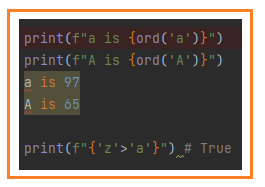 print(f"a is {ord('a')}")
print(f"A is {ord('A')}")
a is 97
A is 65
print(f"{'z'>'a'}") # True